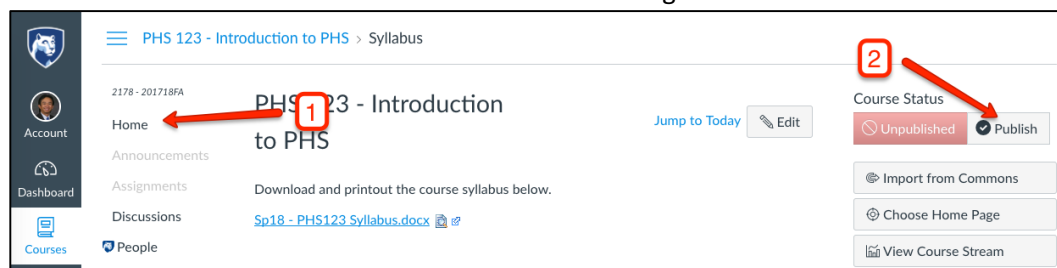 PHS 123 - Introduction to PHS > Syllabus
2
2178 - 201718FA
Home
Announcements
Assignments
Discussions
People
Account
Dashboard
Courses
1
PHS 123 - Introduction
to PHS
Jump to Today
Edit
Download and printout the course syllabus below.
Sp18 - PHS123 Syllabus.docx
Course Status
Unpublished
Publish
Import from Commons
Choose Home Page
View Course Stream